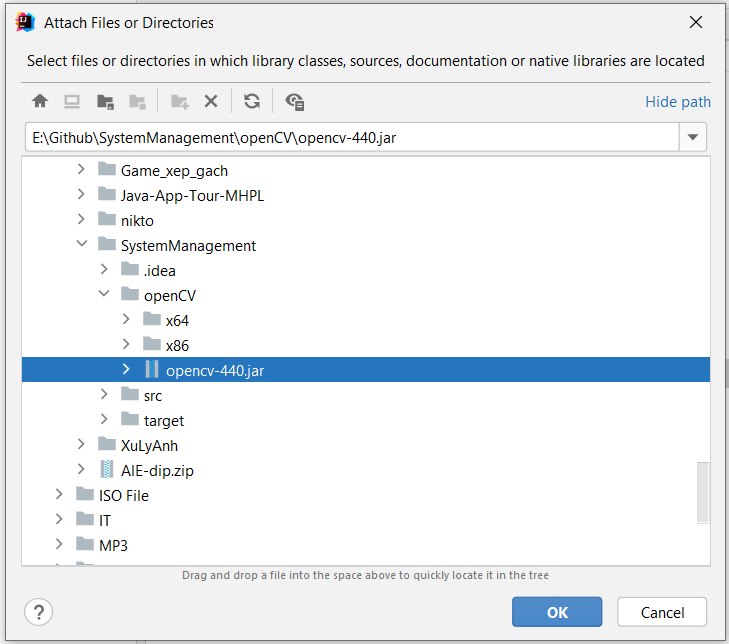 Attach Files or Directories
Select files or directories in which library classes, sources, documentation or native libraries are located
Hide path
E:\Github\SystemManagement\openCV\opencv-440.jar
Game_xep_gach
Java-App-Tour-MHPL
nikto
SystemManagement
.idea
openCV
x64
x86
opencv-440.jar
src
target
XuLyAnh
AIE-dip.zip
ISO File
IT
MP3
Drag and drop a file into the space above to quickly locate it in the tree
? OK Cancel